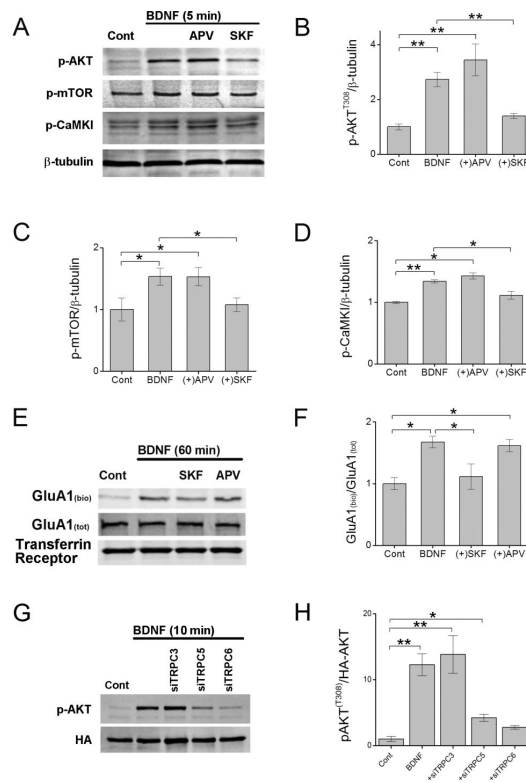 A
BDNF (5 min)
Cont APV SKF
p-AKT
p-mTOR
p-CaMKI
β-tubulin
B
p-AKT^T308/β-tubulin
4
2
0
**
**
**
Cont BDNF (+)APV (+)SKF
C
p-mTOR/β-tubulin
2
1
0
*
*
*
Cont BDNF (+)APV (+)SKF
D
p-CaMKI/β-tubulin
2
1
0
*
*
**
Cont BDNF (+)APV (+)SKF
E
BDNF (60 min)
Cont SKF APV
GluA1(bio)
GluA1(tot)
Transferrin
Receptor
F
GluA1(bio)/GluA1(tot)
2
1
0
*
* *
Cont
BDNF
(+)SKF
(+)APV
G
BDNF (10 min)
Cont
siTRPC3
siTRPC5
siTRPC6
p-AKT
HA
H
pAKT(T308)/HA-AKT
20
10
0
*
**
**
Cont
BDNF
+siTRPC3
+siTRPC5
+siTRPC6